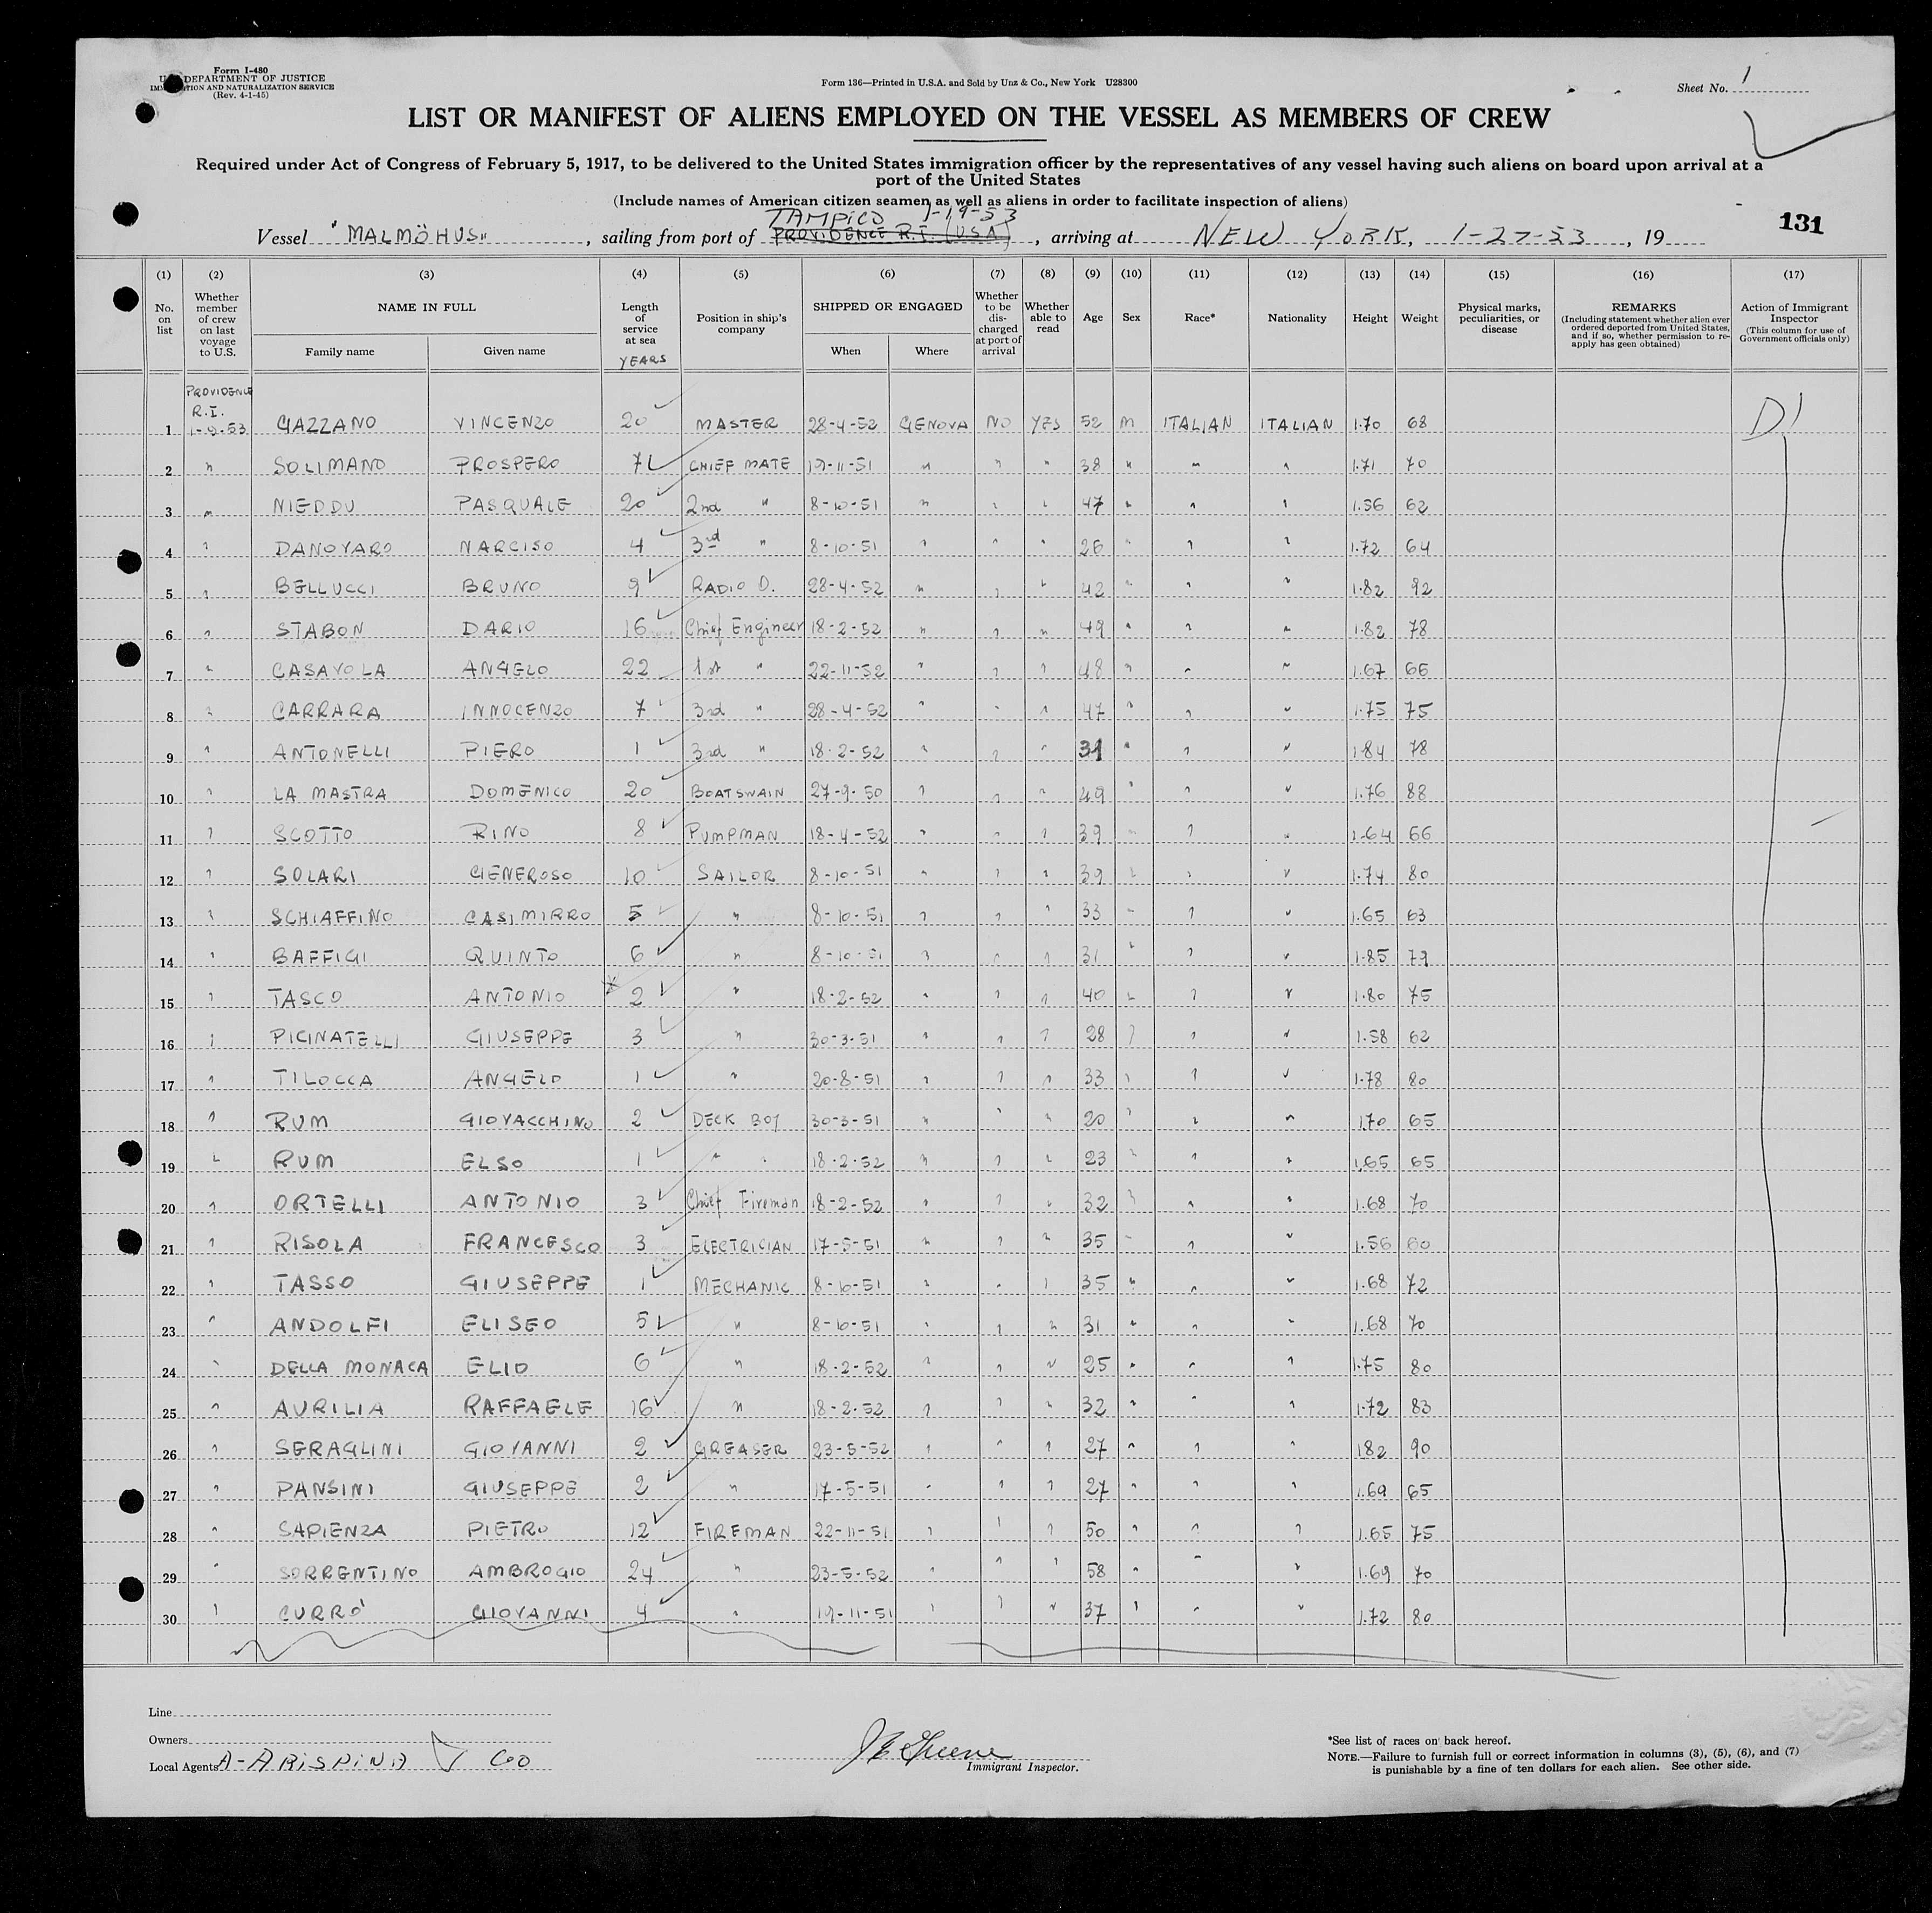 Form I-480
U. S. DEPARTMENT OF JUSTICE
IMMIGRATION AND NATURALIZATION SERVICE
(Rev. 4-1-45)
Form 136—Printed in U.S.A. and Sold by Unz & Co., New York U28300
Sheet No. 1
LIST OR MANIFEST OF ALIENS EMPLOYED ON THE VESSEL AS MEMBERS OF CREW
Required under Act of Congress of February 5, 1917, to be delivered to the United States immigration officer by the representatives of any vessel having such aliens on board upon arrival at a
port of the United States
(Include names of American citizen seamen as well as aliens in order to facilitate inspection of aliens)
TAMPICO 1-19-53
Vessel "MALMÖHUS", sailing from port of PROVIDENCE R.I. (USA), arriving at NEW YORK, 1-27-53, 19
131
(1) (2) (3) (4) (5) (6) (7) (8) (9) (10) (11) (12) (13) (14) (15) (16) (17)
No. on list
Whether member of crew on last voyage to U.S.
NAME IN FULL
Family name Given name
Length of service at sea
YEARS
Position in ship's company
SHIPPED OR ENGAGED
When Where
Whether to be discharged at port of arrival
Whether able to read
Age Sex Race* Nationality Height Weight
Physical marks, peculiarities, or disease
REMARKS
(Including statement whether alien ever ordered deported from United States, and if so, whether permission to re-apply has geen obtained)
Action of Immigrant Inspector
(This column for use of Government officials only)
PROVIDENCE
R.I.
1 1-9-53 GAZZANO VINCENZO 20 MASTER 28-4-52 GENOVA NO YES 52 M ITALIAN ITALIAN 1.70 68
2 " SOLIMANO PROSPERO 7 CHIEF MATE 19-11-51 " " " 38 " " " 1.71 70
3 " NIEDDU PASQUALE 20 2nd " 8-10-51 " " " 47 " " " 1.56 62
4 " DANOVARO NARCISO 4 3rd " 8-10-51 " " " 26 " " " 1.72 64
5 " BELLUCCI BRUNO 9 RADIO O. 28-4-52 " " " 42 " " " 1.82 92
6 " STABON DARIO 16 Chief Engineer 18-2-52 " " " 49 " " " 1.82 78
7 " CASAVOLA ANGELO 22 1st " 22-11-52 " " " 48 " " " 1.67 66
8 " CARRARA INNOCENZO 7 3rd " 28-4-52 " " " 47 " " " 1.75 75
9 " ANTONELLI PIERO 1 3rd " 18-2-52 " " " 31 " " " 1.84 78
10 " LA MASTRA DOMENICO 20 BOATSWAIN 27-9-50 " " " 49 " " " 1.76 88
11 " SCOTTO RINO 8 PUMPMAN 18-4-52 " " " 39 " " " 1.64 66
12 " SOLARI GENEROSO 10 SAILOR 8-10-51 " " " 39 " " " 1.74 80
13 " SCHIAFFINO CASIMIRRO 5 " 8-10-51 " " " 33 " " " 1.65 63
14 " BAFFIGI QUINTO 6 " 8-10-51 " " " 31 " " " 1.85 79
15 " TASCO ANTONIO 2 " 18-2-52 " " " 40 " " " 1.80 75
16 " PICINATELLI GIUSEPPE 3 " 30-3-51 " " " 28 " " " 1.58 62
17 " TILOCCA ANGELO 1 " 20-8-51 " " " 33 " " " 1.78 80
18 " RUM GIOVACCHINO 2 DECK BOY 30-3-51 " " " 20 " " " 1.70 65
19 " RUM ELSO 1 " " 18-2-52 " " " 23 " " " 1.65 65
20 " ORTELLI ANTONIO 3 Chief Fireman 18-2-52 " " " 32 " " " 1.68 70
21 " RISOLA FRANCESCO 3 ELECTRICIAN 17-5-51 " " " 35 " " " 1.56 60
22 " TASSO GIUSEPPE 1 MECHANIC 8-10-51 " " " 35 " " " 1.68 72
23 " ANDOLFI ELISEO 5 " 8-10-51 " " " 31 " " " 1.68 70
24 " DELLA MONACA ELIO 6 " 18-2-52 " " " 25 " " " 1.75 80
25 " AURILIA RAFFAELE 16 " 18-2-52 " " " 32 " " " 1.72 83
26 " SERAGLINI GIOVANNI 2 GREASER 23-5-52 " " " 27 " " " 1.82 90
27 " PANSINI GIUSEPPE 2 " 17-5-51 " " " 27 " " " 1.69 65
28 " SAPIENZA PIETRO 12 FIREMAN 22-11-51 " " " 50 " " " 1.65 75
29 " SORRENTINO AMBROGIO 24 " 23-5-52 " " " 58 " " " 1.69 70
30 " CURRO' GIOVANNI 4 " 19-11-51 " " " 37 " " " 1.72 80
Line
Owners
Local Agents Co
Immigrant Inspector.
*See list of races on back hereof.
NOTE.—Failure to furnish full or correct information in columns (3), (5), (6), and (7)
is punishable by a fine of ten dollars for each alien. See other side.